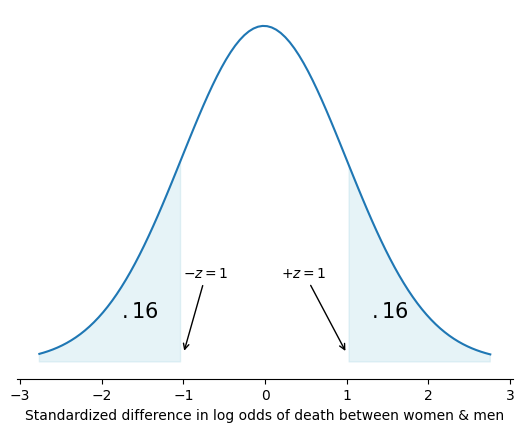 −z = 1
+z = 1
.16
.16
−3 −2 −1 0 1 2 3
Standardized difference in log odds of death between women & men